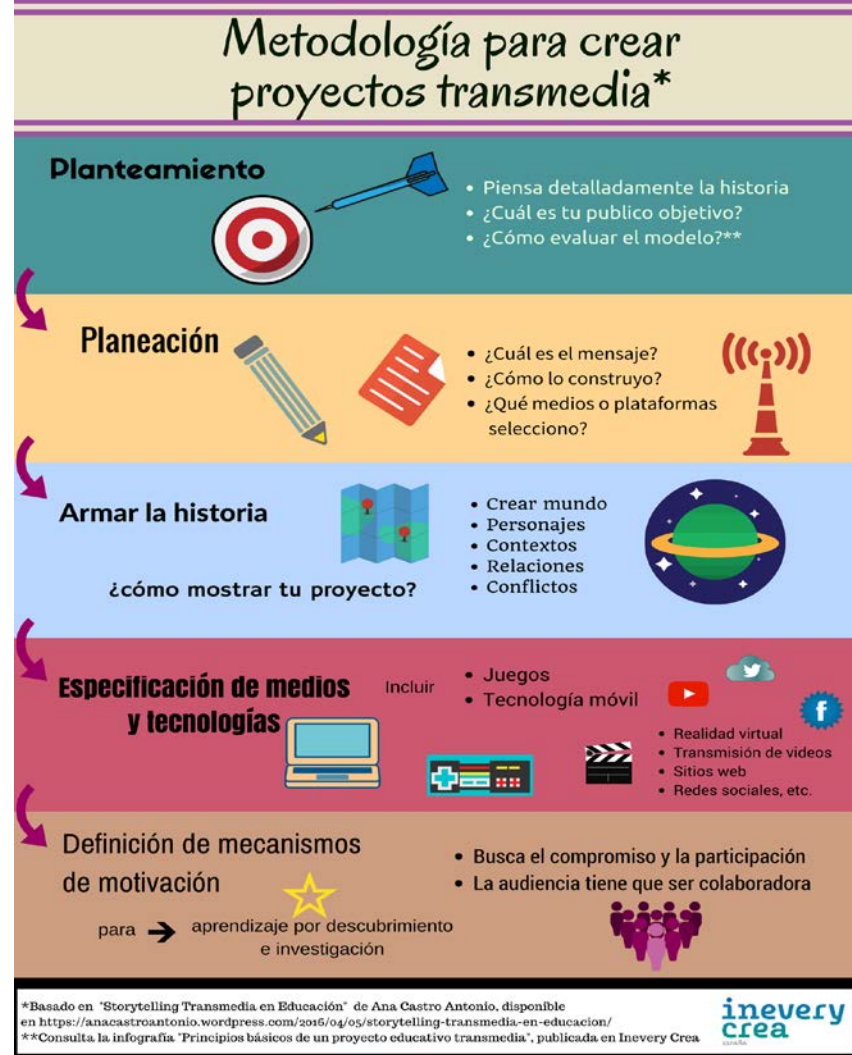 Metodología para crear
proyectos transmedia*
Planteamiento
• Piensa detalladamente la historia
• ¿Cuál es tu publico objetivo?
• ¿Cómo evaluar el modelo?**
Planeación
• ¿Cuál es el mensaje?
• ¿Cómo lo construyo?
• ¿Qué medios o plataformas
selecciono?
Armar la historia
¿cómo mostrar tu proyecto?
• Crear mundo
• Personajes
• Contextos
• Relaciones
• Conflictos
Especificación de medios
y tecnologías
Incluir
• Juegos
• Tecnología móvil
f
• Realidad virtual
• Transmisión de videos
• Sitios web
• Redes sociales, etc.
Definición de mecanismos
de motivación
para → aprendizaje por descubrimiento
e investigación
• Busca el compromiso y la participación
• La audiencia tiene que ser colaboradora
*Basado en "Storytelling Transmedia en Educación" de Ana Castro Antonio, disponible
en https://anacastroantonio.wordpress.com/2016/04/05/storytelling-transmedia-en-educacion/
**Consulta la infografía "Principios básicos de un proyecto educativo transmedia", publicada en Inevery Crea
inevery
crea